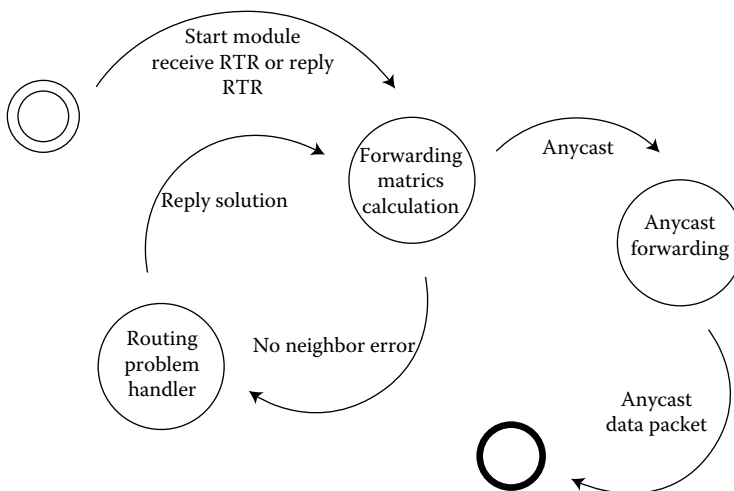 Start module
receive RTR or reply
RTR
Forwarding
matrics
calculation
Anycast
Reply solution
Anycast
forwarding
Routing
problem
handler
No neighbor error
Anycast
data packet